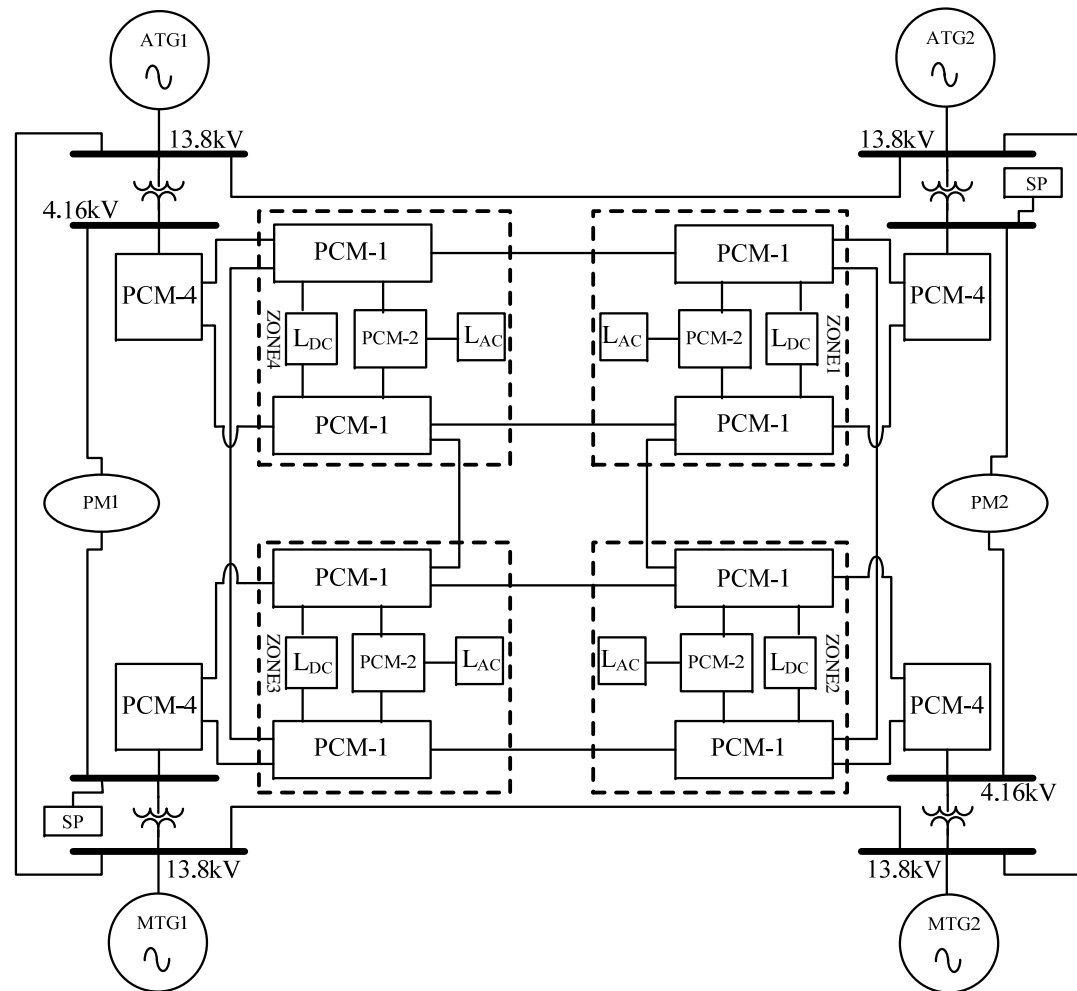 ATG1
ATG2
13.8kV
13.8kV
SP
4.16kV
PCM-4
PCM-1
PCM-1
PCM-4
ZONE4
LDC
PCM-2
LAC
LAC
PCM-2
LDC
ZONE1
PCM-1
PCM-1
PM1
PM2
PCM-1
PCM-1
ZONE3
LDC
PCM-2
LAC
LAC
PCM-2
LDC
ZONE2
PCM-4
PCM-4
PCM-1
PCM-1
4.16kV
SP
13.8kV
13.8kV
MTG1
MTG2